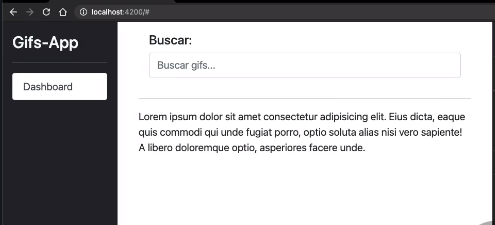 localhost:4200/#
Gifs-App
Dashboard
Buscar:
Buscar gifs...
Lorem ipsum dolor sit amet consectetur adipisicing elit. Eius dicta, eaque
quis commodi qui unde fugiat porro, optio soluta alias nisi vero sapiente!
A libero doloremque optio, asperiores facere unde.